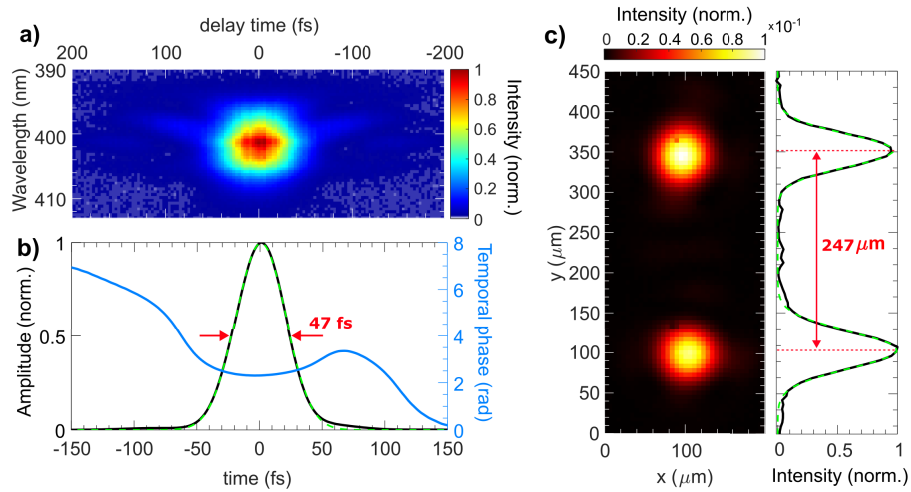 a)
delay time (fs)
200 100 0 -100 -200
Wavelength (nm)
390
400
410
Intensity (norm.)
1
0.8
0.6
0.4
0.2
0
b)
Amplitude (norm.)
1
0.5
0
47 fs
Temporal phase (rad)
8
6
4
2
0
-150 -100 -50 0 50 100 150
time (fs)
c)
Intensity (norm.)
0 0.2 0.4 0.6 0.8 1 ×10⁻¹
y (μm)
450
400
350
300
250
200
150
100
50
0
0 100
x (μm)
247 μm
0 0.5 1
Intensity (norm.)